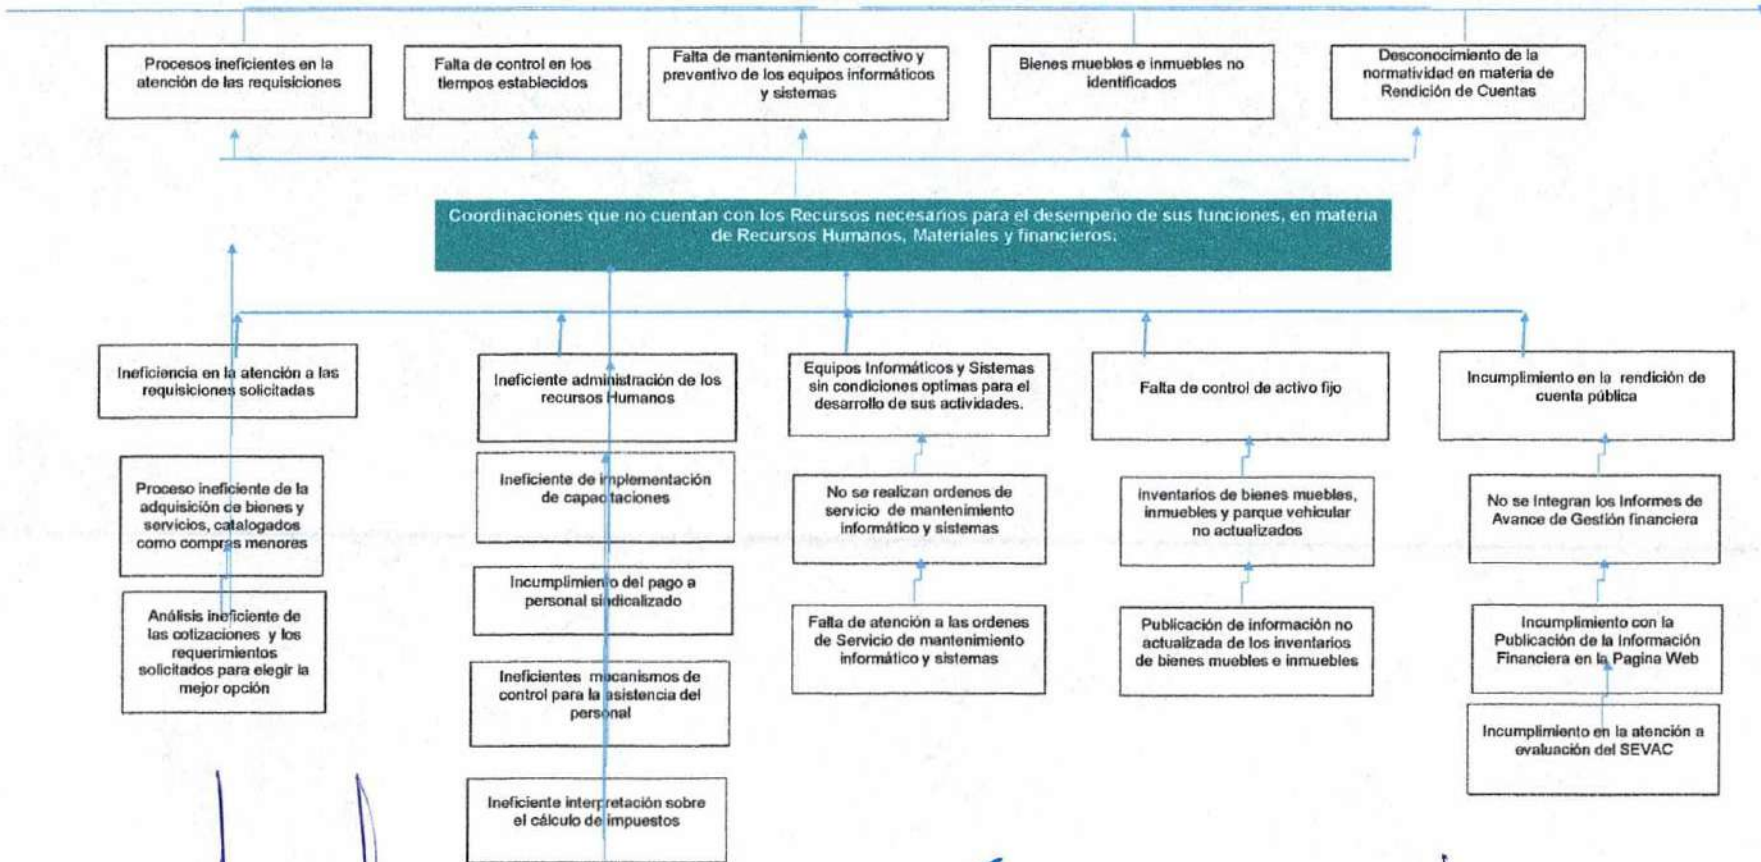 Procesos ineficientes en la
atención de las requisiciones
Falta de control en los
tiempos establecidos
Falta de mantenimiento correctivo y
preventivo de los equipos informáticos
y sistemas
Bienes muebles e inmuebles no
identificados
Desconocimiento de la
normatividad en materia de
Rendición de Cuentas
Coordinaciones que no cuentan con los Recursos necesarios para el desempeño de sus funciones, en materia
de Recursos Humanos, Materiales y financieros.
Ineficiencia en la atención a las
requisiciones solicitadas
Ineficiente administración de los
recursos Humanos
Equipos Informáticos y Sistemas
sin condiciones optimas para el
desarrollo de sus actividades.
Falta de control de activo fijo
Incumplimiento en la rendición de
cuenta pública
Proceso ineficiente de la
adquisición de bienes y
servicios, catalogados
como compras menores
Ineficiente de implementación
de capacitaciones
No se realizan ordenes de
servicio de mantenimiento
informático y sistemas
Inventarios de bienes muebles,
inmuebles y parque vehicular
no actualizados
No se Integran los Informes de
Avance de Gestión financiera
Análisis ineficiente de
las cotizaciones y los
requerimientos
solicitados para elegir la
mejor opción
Incumplimiento del pago a
personal sindicalizado
Falta de atención a las ordenes
de Servicio de mantenimiento
informático y sistemas
Publicación de información no
actualizada de los inventarios
de bienes muebles e inmuebles
Incumplimiento con la
Publicación de la Información
Financiera en la Pagina Web
Ineficientes mecanismos de
control para la asistencia del
personal
Incumplimiento en la atención a
evaluación del SEVAC
Ineficiente interpretación sobre
el cálculo de impuestos